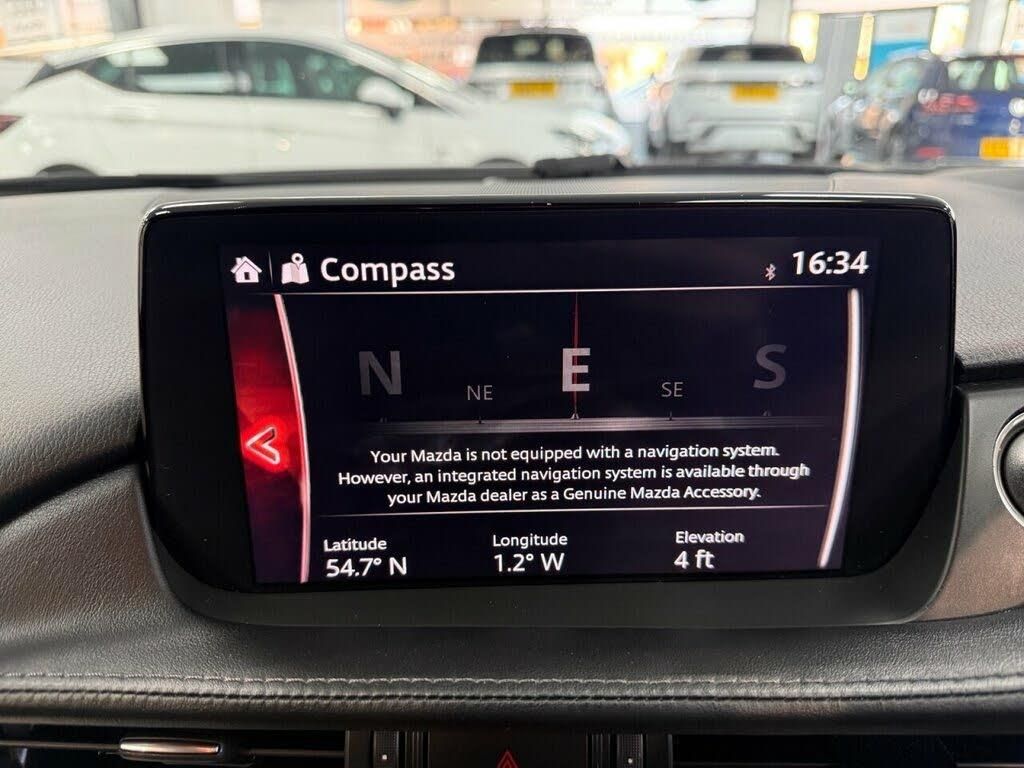 Compass
16:34
N NE E SE S
Your Mazda is not equipped with a navigation system.
However, an integrated navigation system is available through
your Mazda dealer as a Genuine Mazda Accessory.
Latitude Longitude Elevation
54.7° N 1.2° W 4 ft